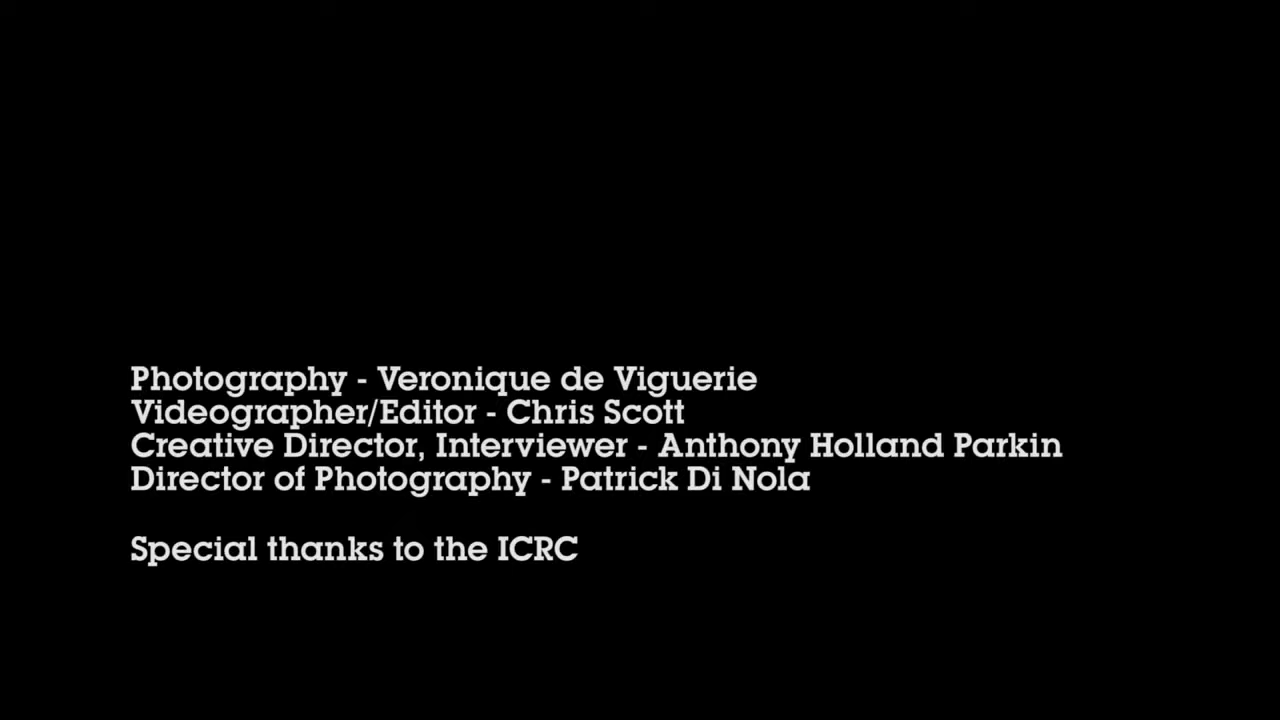 Photography - Veronique de Viguerie
Videographer/Editor - Chris Scott
Creative Director, Interviewer - Anthony Holland Parkin
Director of Photography - Patrick Di Nola
Special thanks to the ICRC